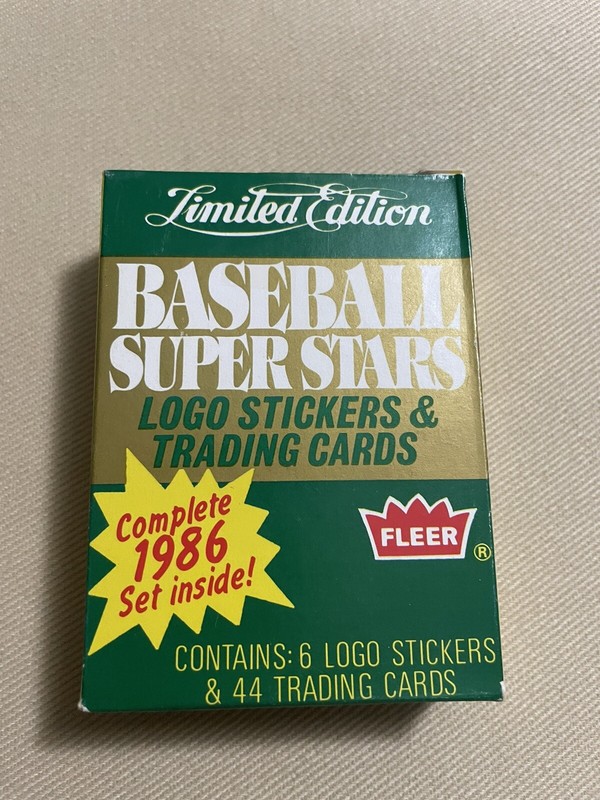 Limited Edition
BASEBALL
SUPER STARS
LOGO STICKERS &
TRADING CARDS
Complete
1986
Set inside!
FLEER ®
CONTAINS: 6 LOGO STICKERS
& 44 TRADING CARDS